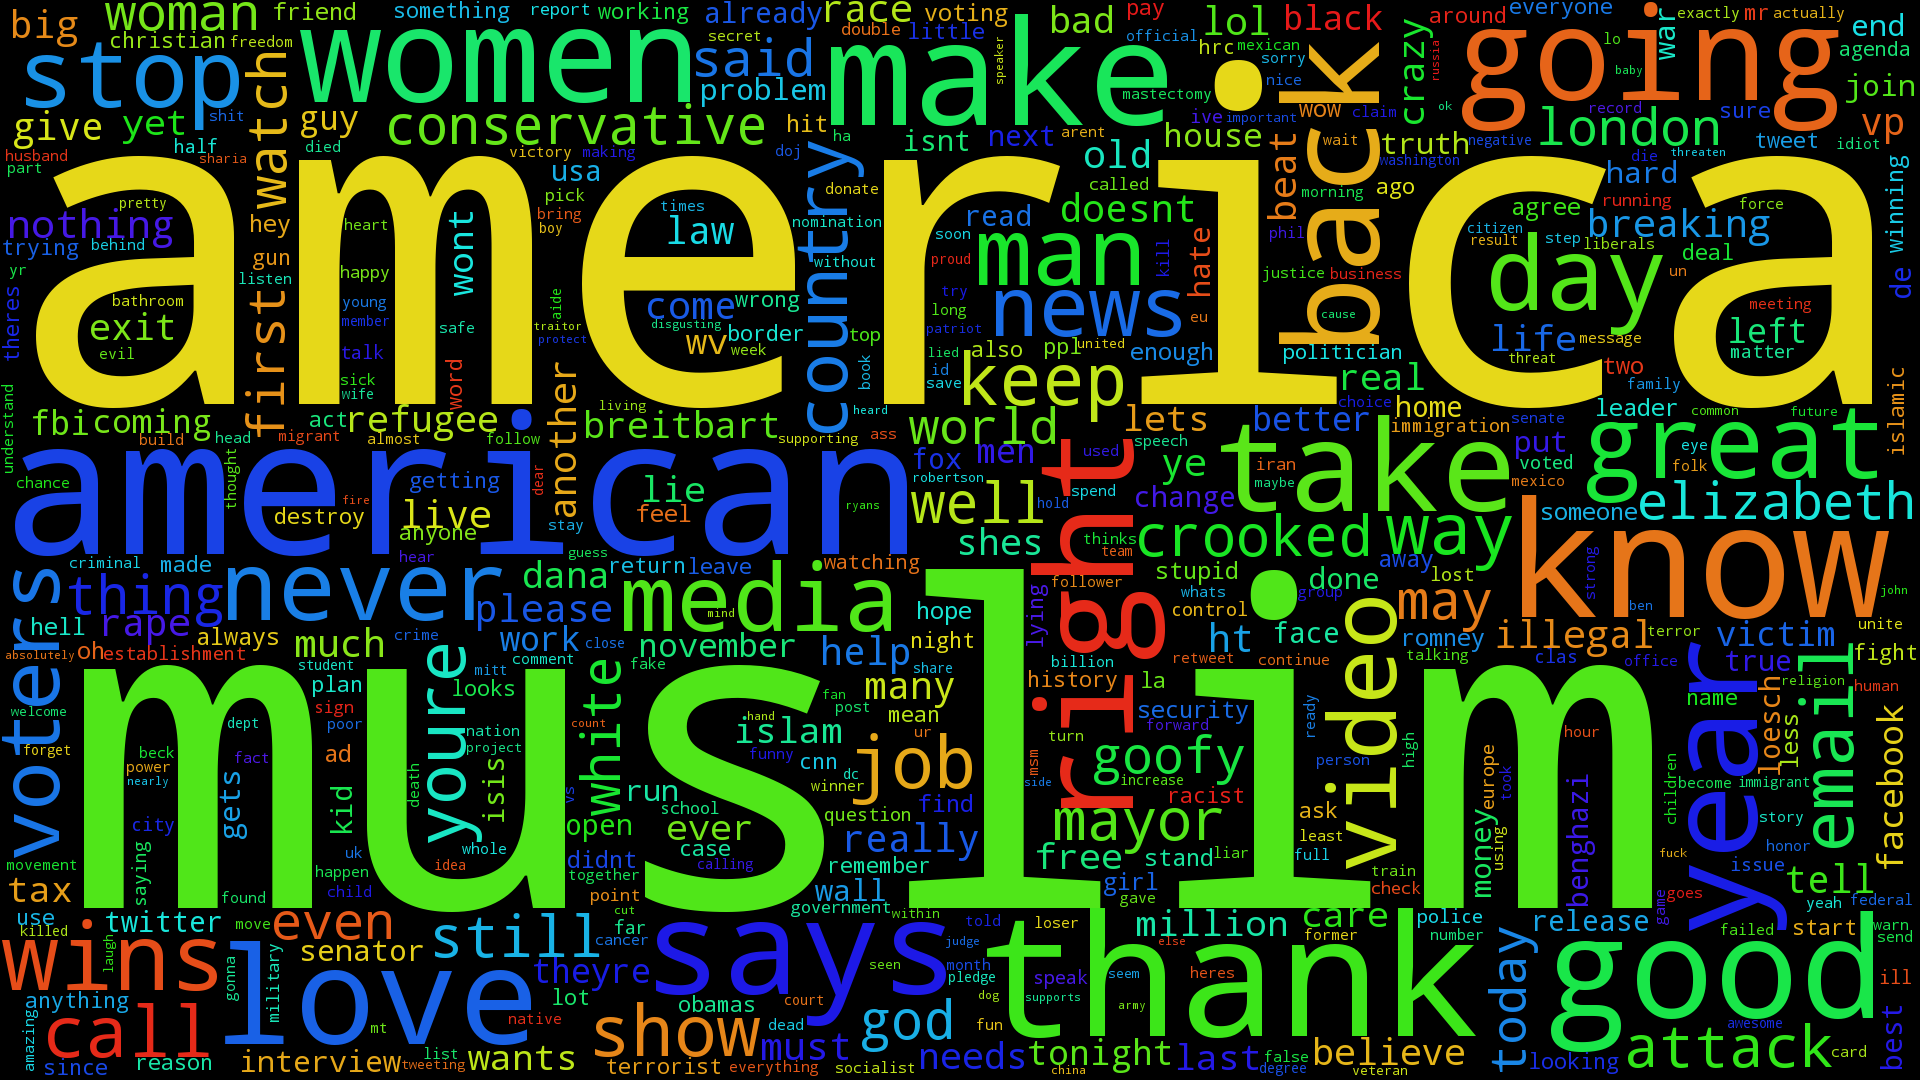 america
muslim
american
women
make
going
stop
know
good
thank
right
back
take
great
year
love
says
never
media
day
man
news
keep
country
video
wins
call
voters
conservative
woman
said
race
bad
lol
black
crazy
war
end
agenda
join
vp
london
house
truth
old
beat
watch
first
give
yet
guy
big
friend
christian
freedom
something
report
working
already
secret
double
little
voting
pay
official
hrc
mexican
sorry
nice
mastectomy
speaker
around
russia
everyone
exactly
mr
actually
lo
baby
ok
record
sure
tweet
idiot
negative
die
threaten
husband
part
half
shit
sharia
died
victory
making
hit
ha
doj
problem
usa
pick
bring
boy
isnt
next
arent
ive
important
wow
wait
claim
washington
called
donate
nomination
without
times
law
read
doesnt
soon
proud
morning
ago
phil
hard
running
force
agree
breaking
citizen
result
step
liberals
deal
un
winning
de
nothing
trying
behind
pretty
hey
heart
gun
listen
happy
wont
young
member
safe
theres
yr
bathroom
exit
evil
come
wrong
border
disgusting
wv
week
top
book
aide
traitor
protect
try
long
patriot
lied
id
save
also
ppl
united
enough
kill
hate
eu
justice
business
cause
politician
life
message
threat
two
family
meeting
left
matter
talk
sick
wife
word
another
living
heard
fbi
coming
act
refugee
breitbart
supporting
ass
world
lets
better
real
choice
home
immigration
leader
senate
common
future
islamic
build
head
migrant
almost
follow
understand
chance
thought
fox
men
robertson
speech
used
ye
iran
maybe
put
voted
mexico
eye
folk
getting
dear
fire
destroy
live
anyone
lie
feel
stay
ryans
well
hold
spend
change
shes
thinks
team
crooked
way
someone
elizabeth
criminal
made
thing
hear
guess
dana
return
leave
watching
please
follower
whats
stupid
control
group
done
away
lost
may
strong
ben
john
unite
hell
rape
always
much
crime
work
close
mind
november
hope
help
night
lying
ht
face
romney
illegal
terror
victim
fight
oh
establishment
absolutely
student
mitt
comment
fake
share
billion
retweet
continue
talking
clas
office
true
religion
human
welcome
plan
sign
youre
looks
white
fan
post
many
mean
history
la
security
forward
ready
email
name
loesch
less
facebook
forget
dept
poor
nation
project
count
hand
islam
funny
cnn
ur
dc
job
msm
turn
goofy
increase
person
high
hour
europe
beck
power
nearly
fact
ad
gets
kid
death
isis
vs
run
school
winner
question
find
side
racist
ask
money
using
took
benghazi
children
become
immigrant
city
saying
open
ever
case
calling
really
mayor
least
full
liar
free
stand
story
honor
issue
fuck
movement
uk
idea
whole
didnt
together
remember
tax
happen
child
found
point
wall
girl
gave
train
check
game
goes
tell
yeah
federal
use
twitter
move
even
still
cut
far
cancer
government
within
told
loser
million
care
former
police
number
release
failed
start
warn
send
killed
laugh
gonna
military
senator
theyre
seen
judge
month
pledge
else
speak
seem
heres
today
ill
anything
lot
obamas
court
dog
supports
army
amazing
native
mt
show
dead
god
fun
awesome
best
since
reason
interview
tweeting
list
wants
terrorist
everything
must
socialist
needs
tonight
china
last
false
degree
believe
veteran
looking
attack
card